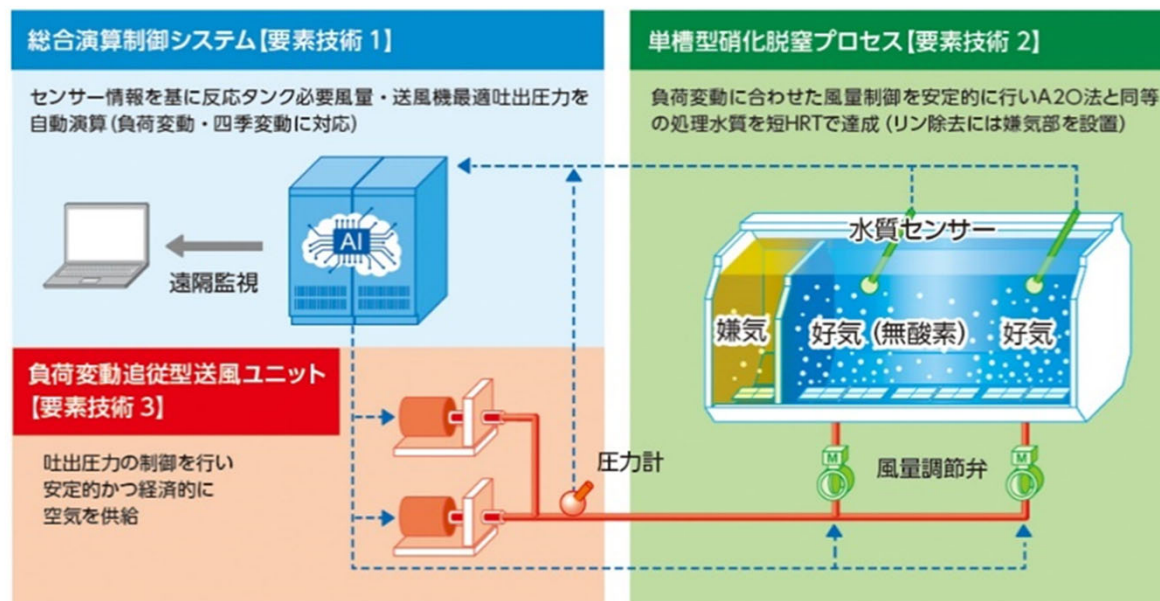 総合演算制御システム【要素技術1】
センサー情報を基に反応タンク必要風量・送風機最適吐出圧力を
自動演算(負荷変動・四季変動に対応)
AI
遠隔監視
負荷変動追従型送風ユニット
【要素技術3】
吐出圧力の制御を行い
安定的かつ経済的に
空気を供給
圧力計
単槽型硝化脱窒プロセス【要素技術2】
負荷変動に合わせた風量制御を安定的に行いA2O法と同等
の処理水質を短HRTで達成(リン除去には嫌気部を設置)
水質センサー
嫌気
好気(無酸素)
好気
M
M
風量調節弁